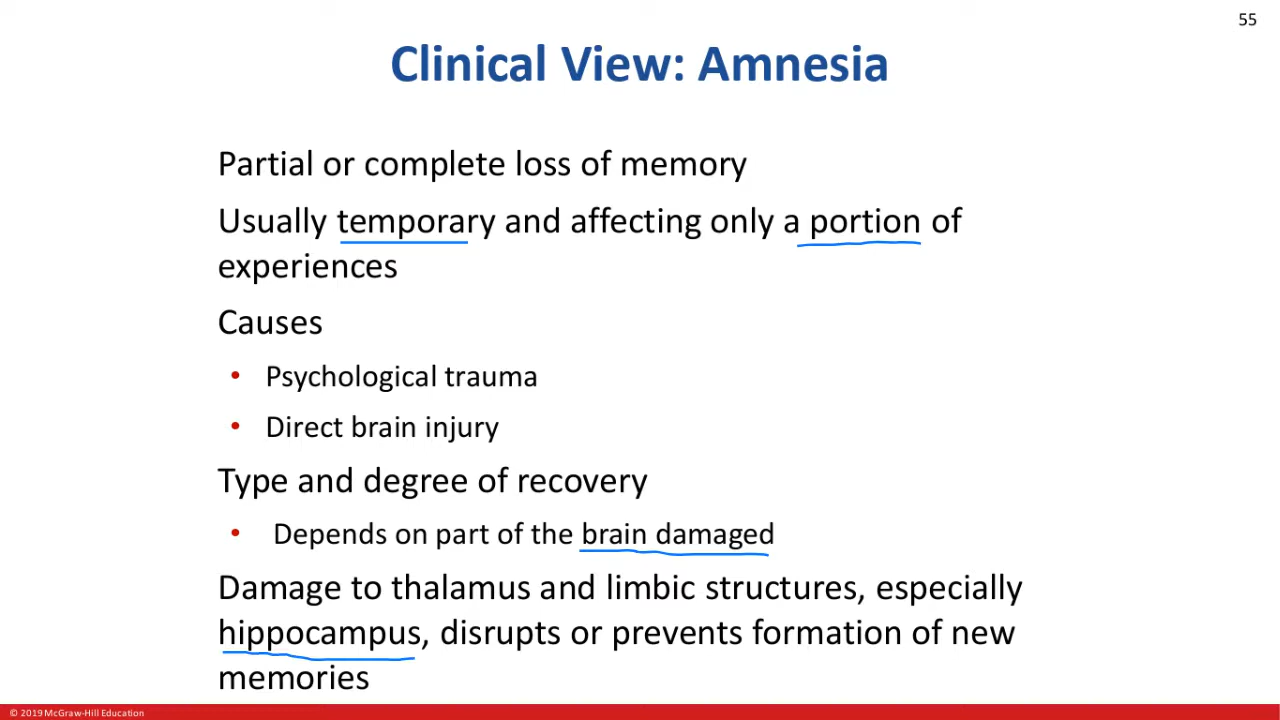 55
Clinical View: Amnesia
Partial or complete loss of memory
Usually temporary and affecting only a portion of
experiences
Causes
• Psychological trauma
• Direct brain injury
Type and degree of recovery
• Depends on part of the brain damaged
Damage to thalamus and limbic structures, especially
hippocampus, disrupts or prevents formation of new
memories
© 2019 McGraw-Hill Education